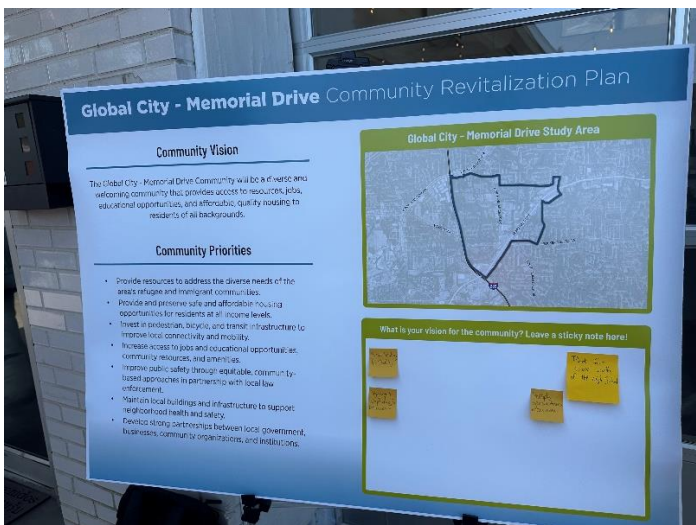 Global City - Memorial Drive Community Revitalization Plan
Community Vision
The Global City - Memorial Drive Community will be a diverse and
welcoming community that provides access to resources, jobs,
educational opportunities, and affordable, quality housing to
residents of all backgrounds.
Community Priorities
• Provide resources to address the diverse needs of the
area's refugee and immigrant communities.
• Provide and preserve safe and affordable housing
opportunities for residents at all income levels.
• Invest in pedestrian, bicycle, and transit infrastructure to
improve local connectivity and mobility.
• Increase access to jobs and educational opportunities,
community resources, and amenities.
• Improve public safety through equitable, community-
based approaches in partnership with local law
enforcement.
• Maintain local buildings and infrastructure to support
neighborhood health and safety.
• Develop strong partnerships between local government,
businesses, community organizations, and institutions.
Global City - Memorial Drive Study Area
What is your vision for the community? Leave a sticky note here!